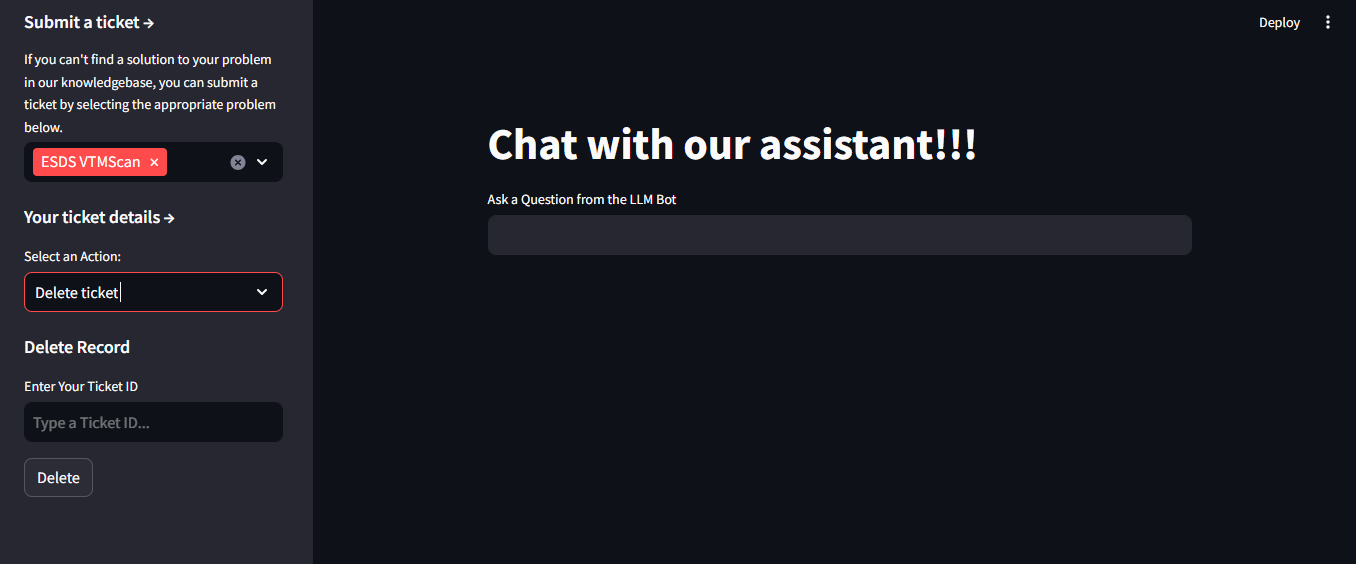 Submit a ticket →
If you can't find a solution to your problem
in our knowledgebase, you can submit a
ticket by selecting the appropriate problem
below.
ESDS VTMScan ×
Your ticket details →
Select an Action:
Delete ticket
Delete Record
Enter Your Ticket ID
Type a Ticket ID...
Delete
Deploy
Chat with our assistant!!!
Ask a Question from the LLM Bot